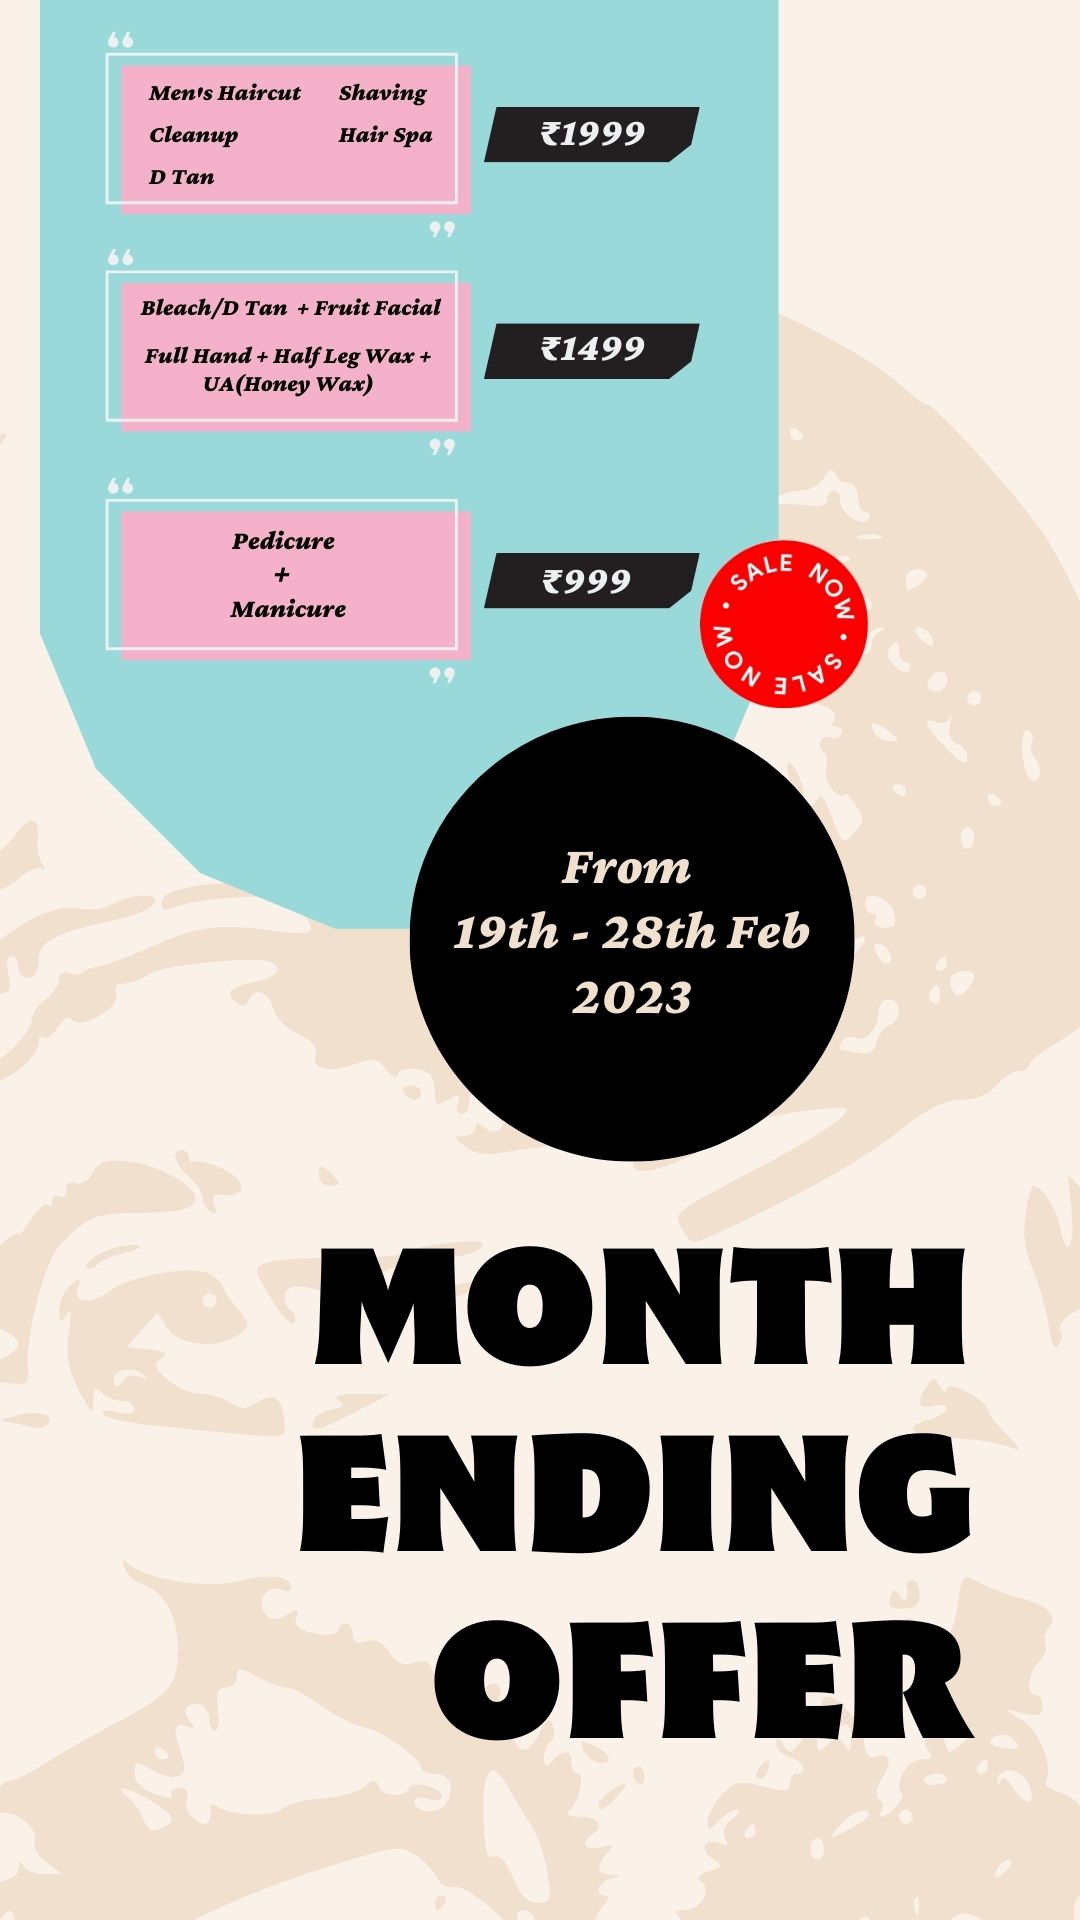 “
Men's Haircut Shaving
Cleanup Hair Spa
D Tan
”
₹1999
“
Bleach/D Tan + Fruit Facial
Full Hand + Half Leg Wax +
UA(Honey Wax)
”
₹1499
“
Pedicure
+
Manicure
”
₹999
SALE NOW • SALE NOW •
From
19th - 28th Feb
2023
MONTH
ENDING
OFFER